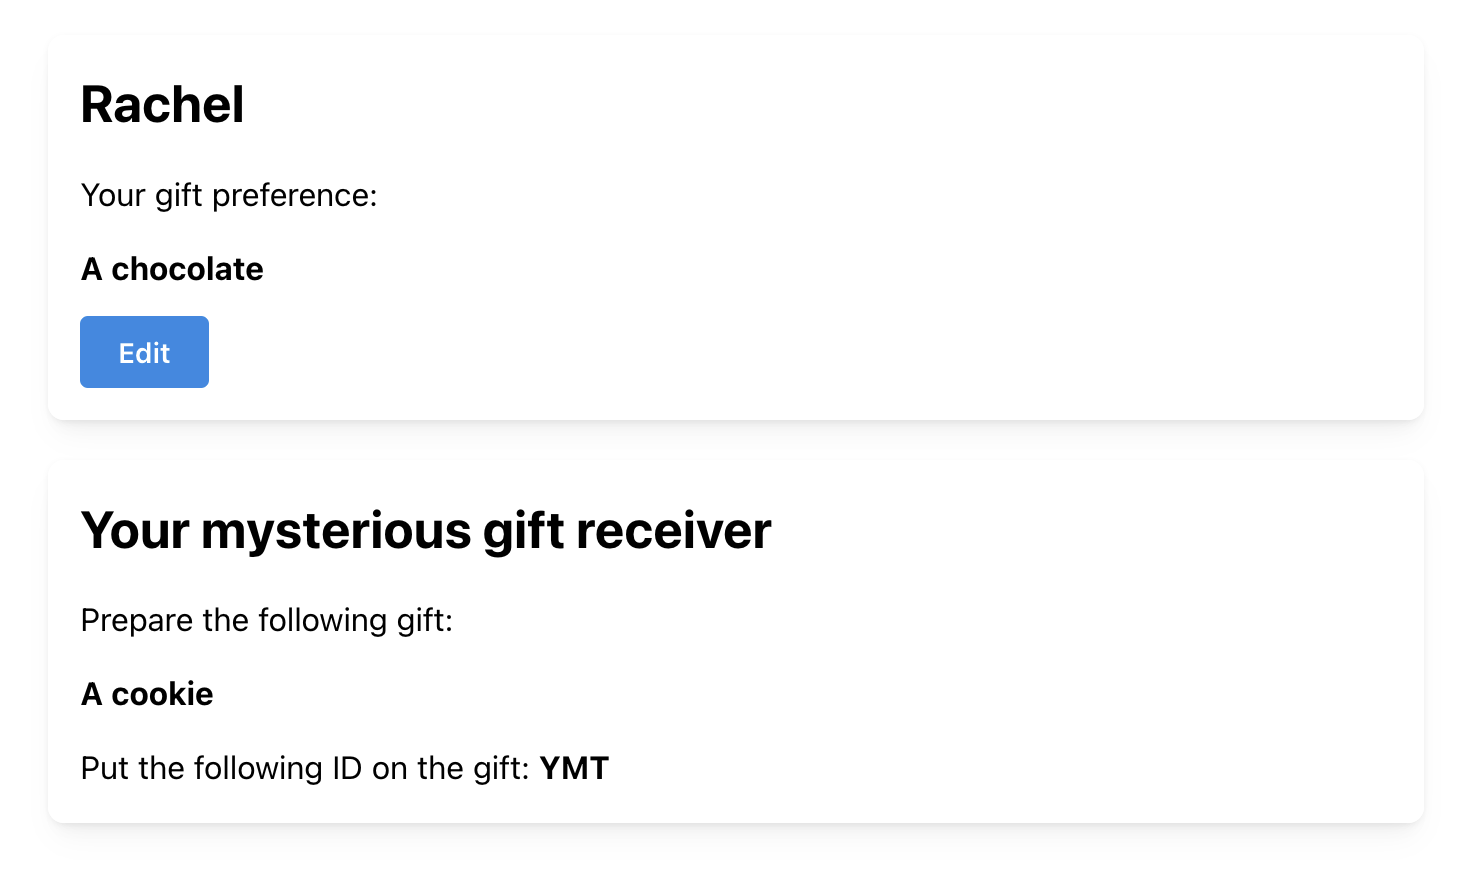 Rachel
Your gift preference:
A chocolate
Edit
Your mysterious gift receiver
Prepare the following gift:
A cookie
Put the following ID on the gift: YMT